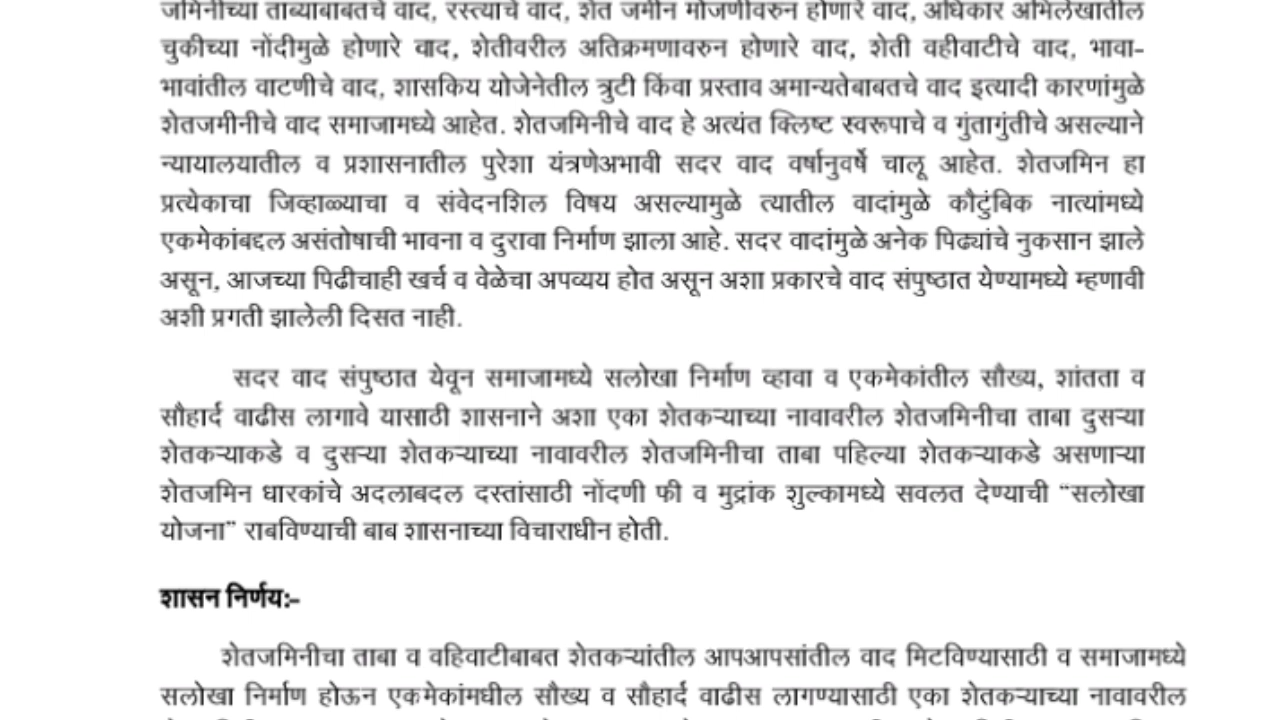 जमिनीच्या ताब्याबाबतचे वाद, रस्त्याचे वाद, शेत जमीन मोजणीवरुन होणारे वाद, अधिकार अभिलेखातील
चुकीच्या नोंदीमुळे होणारे वाद, शेतीवरील अतिक्रमणावरुन होणारे वाद, शेती वहीवाटीचे वाद, भावा-
भावांतील वाटणीचे वाद, शासकिय योजेनेतील त्रुटी किंवा प्रस्ताव अमान्यतेबाबतचे वाद इत्यादी कारणांमुळे
शेतजमीनीचे वाद समाजामध्ये आहेत. शेतजमिनीचे वाद हे अत्यंत क्लिष्ट स्वरूपाचे व गुंतागुंतीचे असल्याने
न्यायालयातील व प्रशासनातील पुरेशा यंत्रणेअभावी सदर वाद वर्षानुवर्षे चालू आहेत. शेतजमिन हा
प्रत्येकाचा जिव्हाळ्याचा व संवेदनशिल विषय असल्यामुळे त्यातील वादांमुळे कौटुंबिक नात्यांमध्ये
एकमेकांबद्दल असंतोषाची भावना व दुरावा निर्माण झाला आहे. सदर वादांमुळे अनेक पिढ्यांचे नुकसान झाले
असून, आजच्या पिढीचाही खर्च व वेळेचा अपव्यय होत असून अशा प्रकारचे वाद संपुष्ठात येण्यामध्ये म्हणावी
अशी प्रगती झालेली दिसत नाही.
सदर वाद संपुष्ठात येवून समाजामध्ये सलोखा निर्माण व्हावा व एकमेकांतील सौख्य, शांतता व
सौहार्द वाढीस लागावे यासाठी शासनाने अशा एका शेतकऱ्याच्या नावावरील शेतजमिनीचा ताबा दुसऱ्या
शेतकऱ्याकडे व दुसऱ्या शेतकऱ्याच्या नावावरील शेतजमिनीचा ताबा पहिल्या शेतकऱ्याकडे असणाऱ्या
शेतजमिन धारकांचे अदलाबदल दस्तांसाठी नोंदणी फी व मुद्रांक शुल्कामध्ये सवलत देण्याची “सलोखा
योजना” राबविण्याची बाब शासनाच्या विचाराधीन होती.
शासन निर्णय:-
शेतजमिनीचा ताबा व वहिवाटीबाबत शेतकऱ्यांतील आपआपसांतील वाद मिटविण्यासाठी व समाजामध्ये
सलोखा निर्माण होऊन एकमेकांमधील सौख्य व सौहार्द वाढीस लागण्यासाठी एका शेतकऱ्याच्या नावावरील